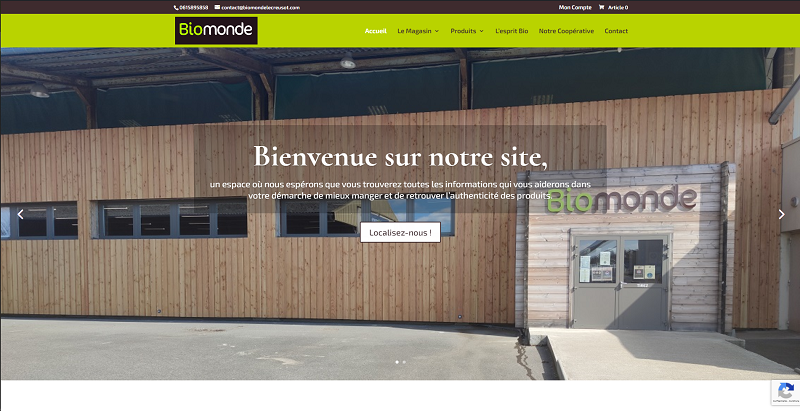 0615895858 contact@biomondelecreusot.com Mon Compte Article 0
Biomonde
Accueil Le Magasin Produits L'esprit Bio Notre Coopérative Contact
Bienvenue sur notre site,
un espace où nous espérons que vous trouverez toutes les informations qui vous aiderons dans
votre démarche de mieux manger et de retrouver l'authenticité des produits.
Biomonde
Localisez-nous !